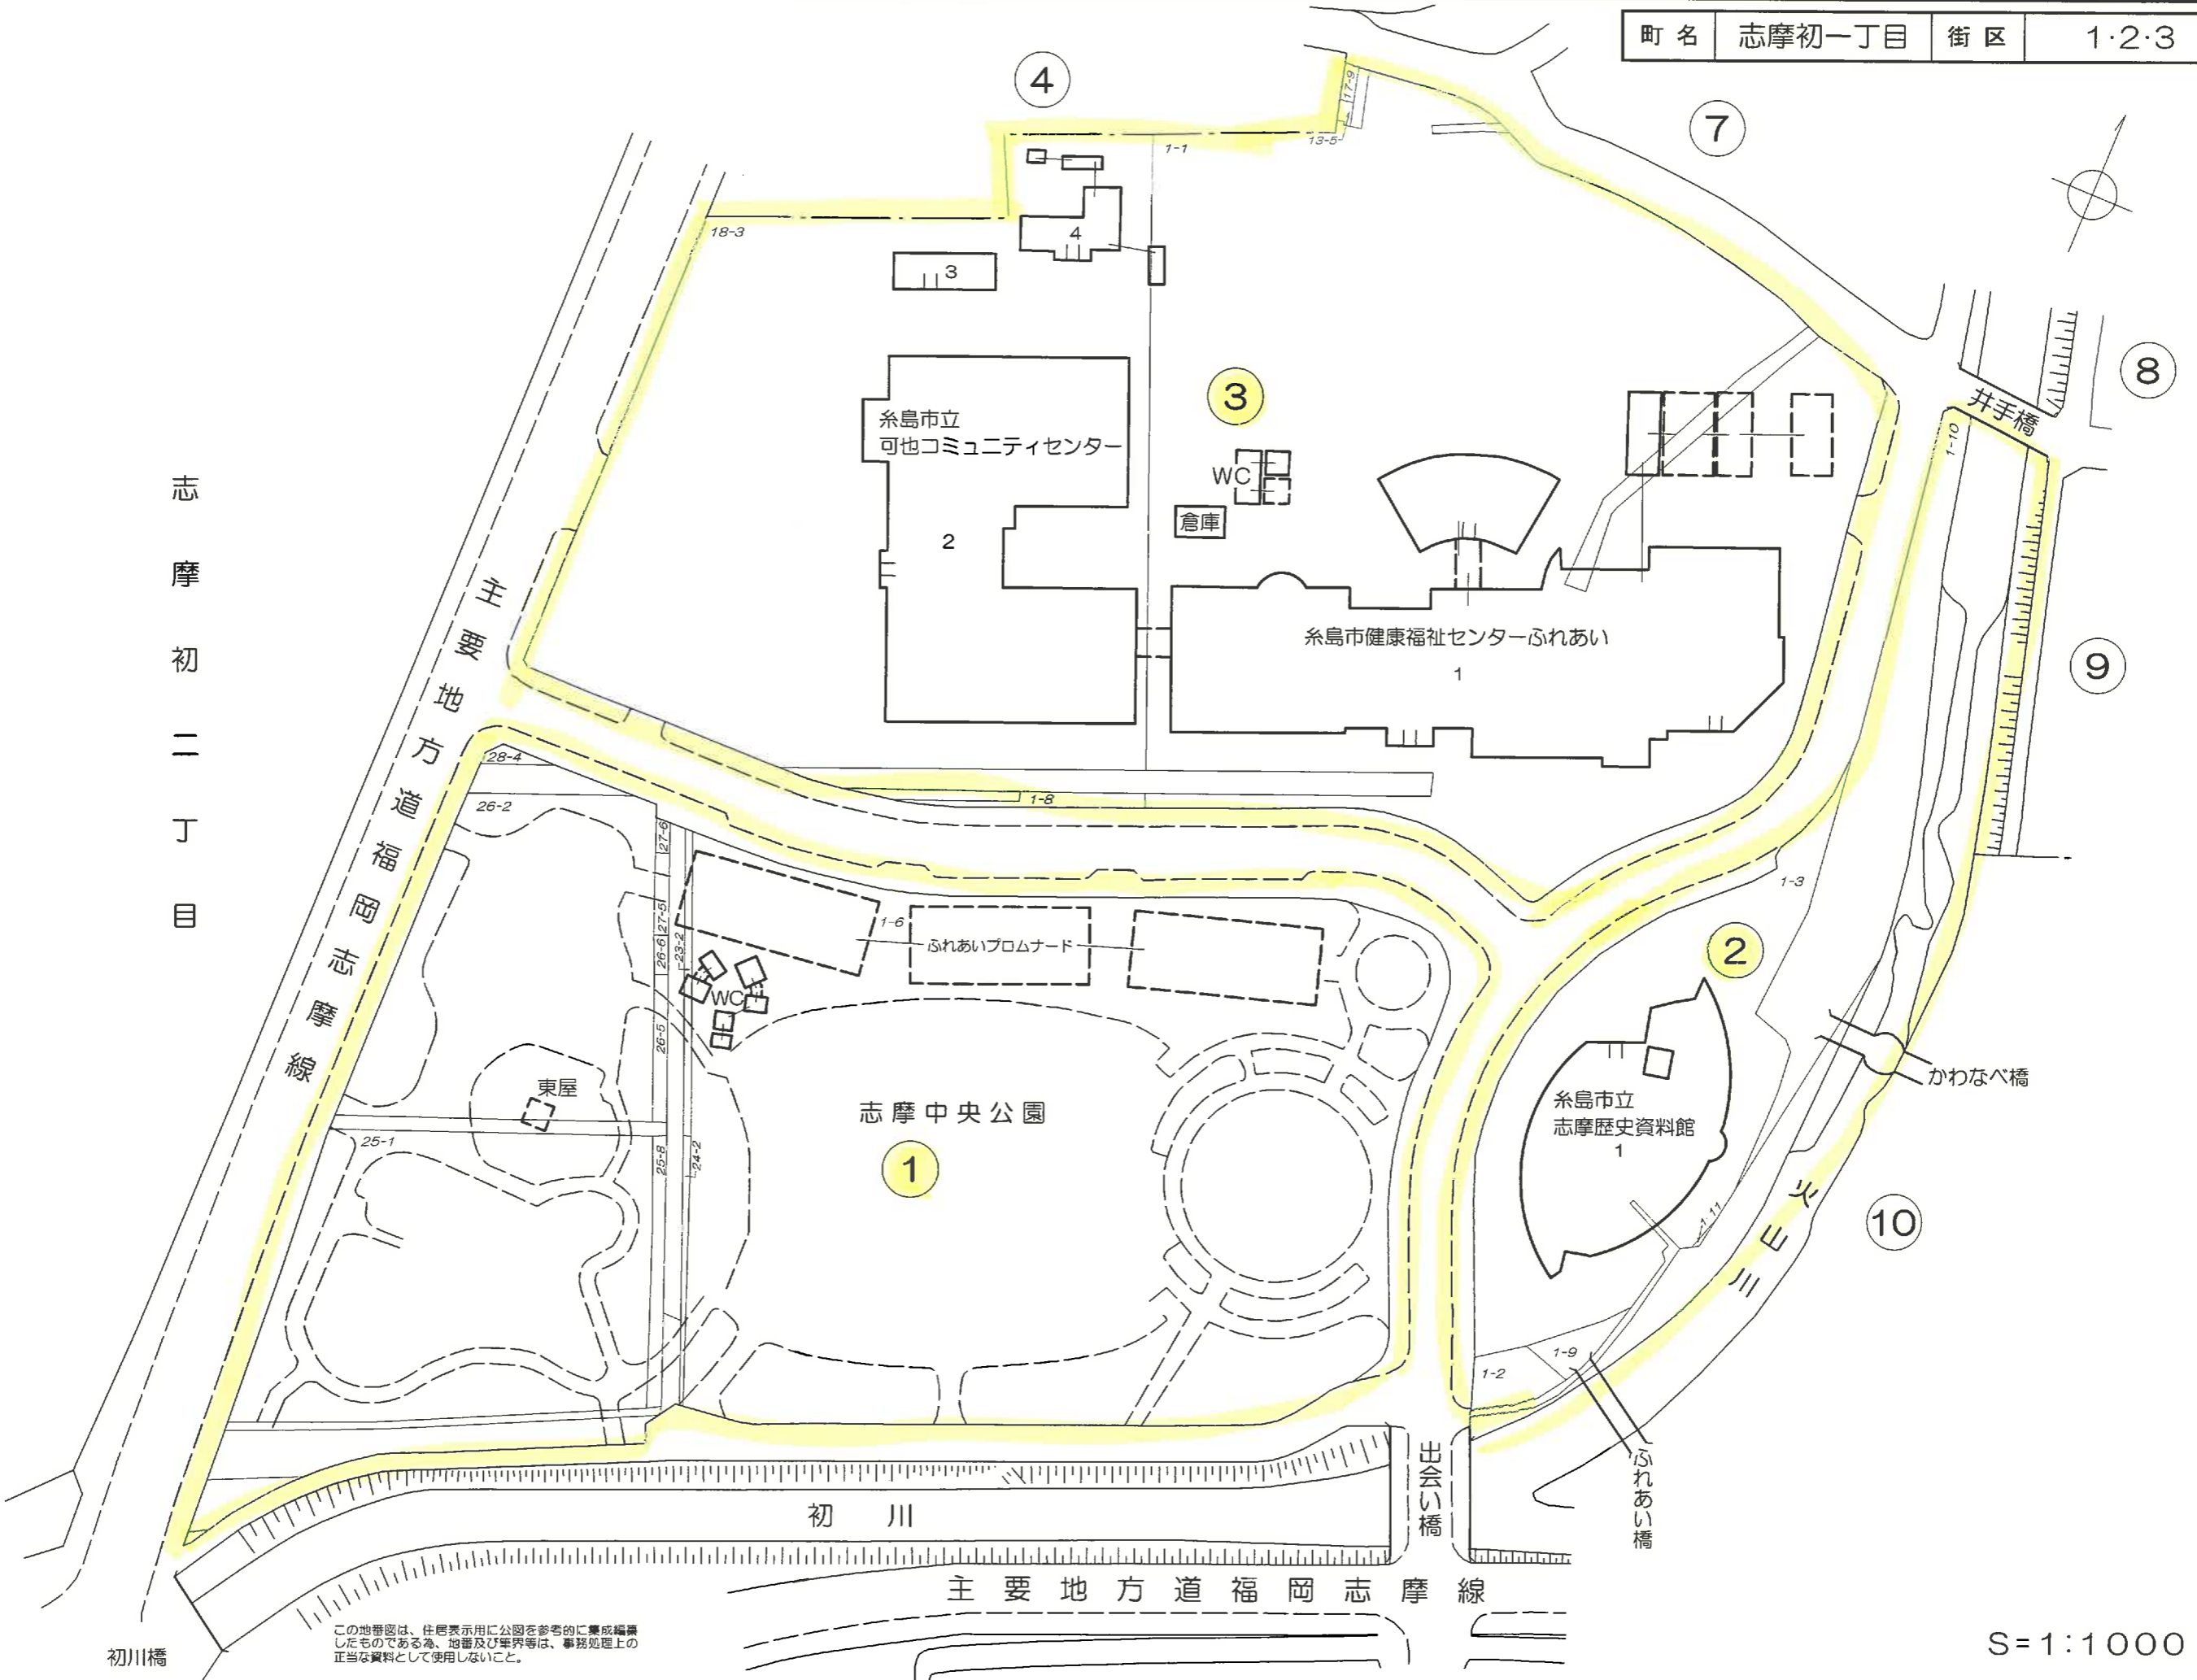 町名 志摩初一丁目 街区 1·2·3
④
⑦
17-9
13-5
1-1
18-3
4
3
⑧
井手橋
1-10
③
糸島市立
可也コミュニティセンター
WC
倉庫
2
志摩初二丁目
主要地方道福岡志摩線
糸島市健康福祉センターふれあい
1
⑨
28-4
26-2
1-8
27-6
27-5
26-6
23-2
1-6
ふれあいプロムナード
WC
1-3
②
26-5
東屋
志摩中央公園
①
25-1
25-8
24-2
かわなべ橋
糸島市立
志摩歴史資料館
1
火山川
⑩
1-11
1-9
1-2
出会い橋
ふれあい橋
初川
主要地方道福岡志摩線
初川橋
この地番図は、住居表示用に公図を参考的に集成編纂
したものである為、地番及び筆界等は、事務処理上の
正当な資料として使用しないこと。
S=1:1000